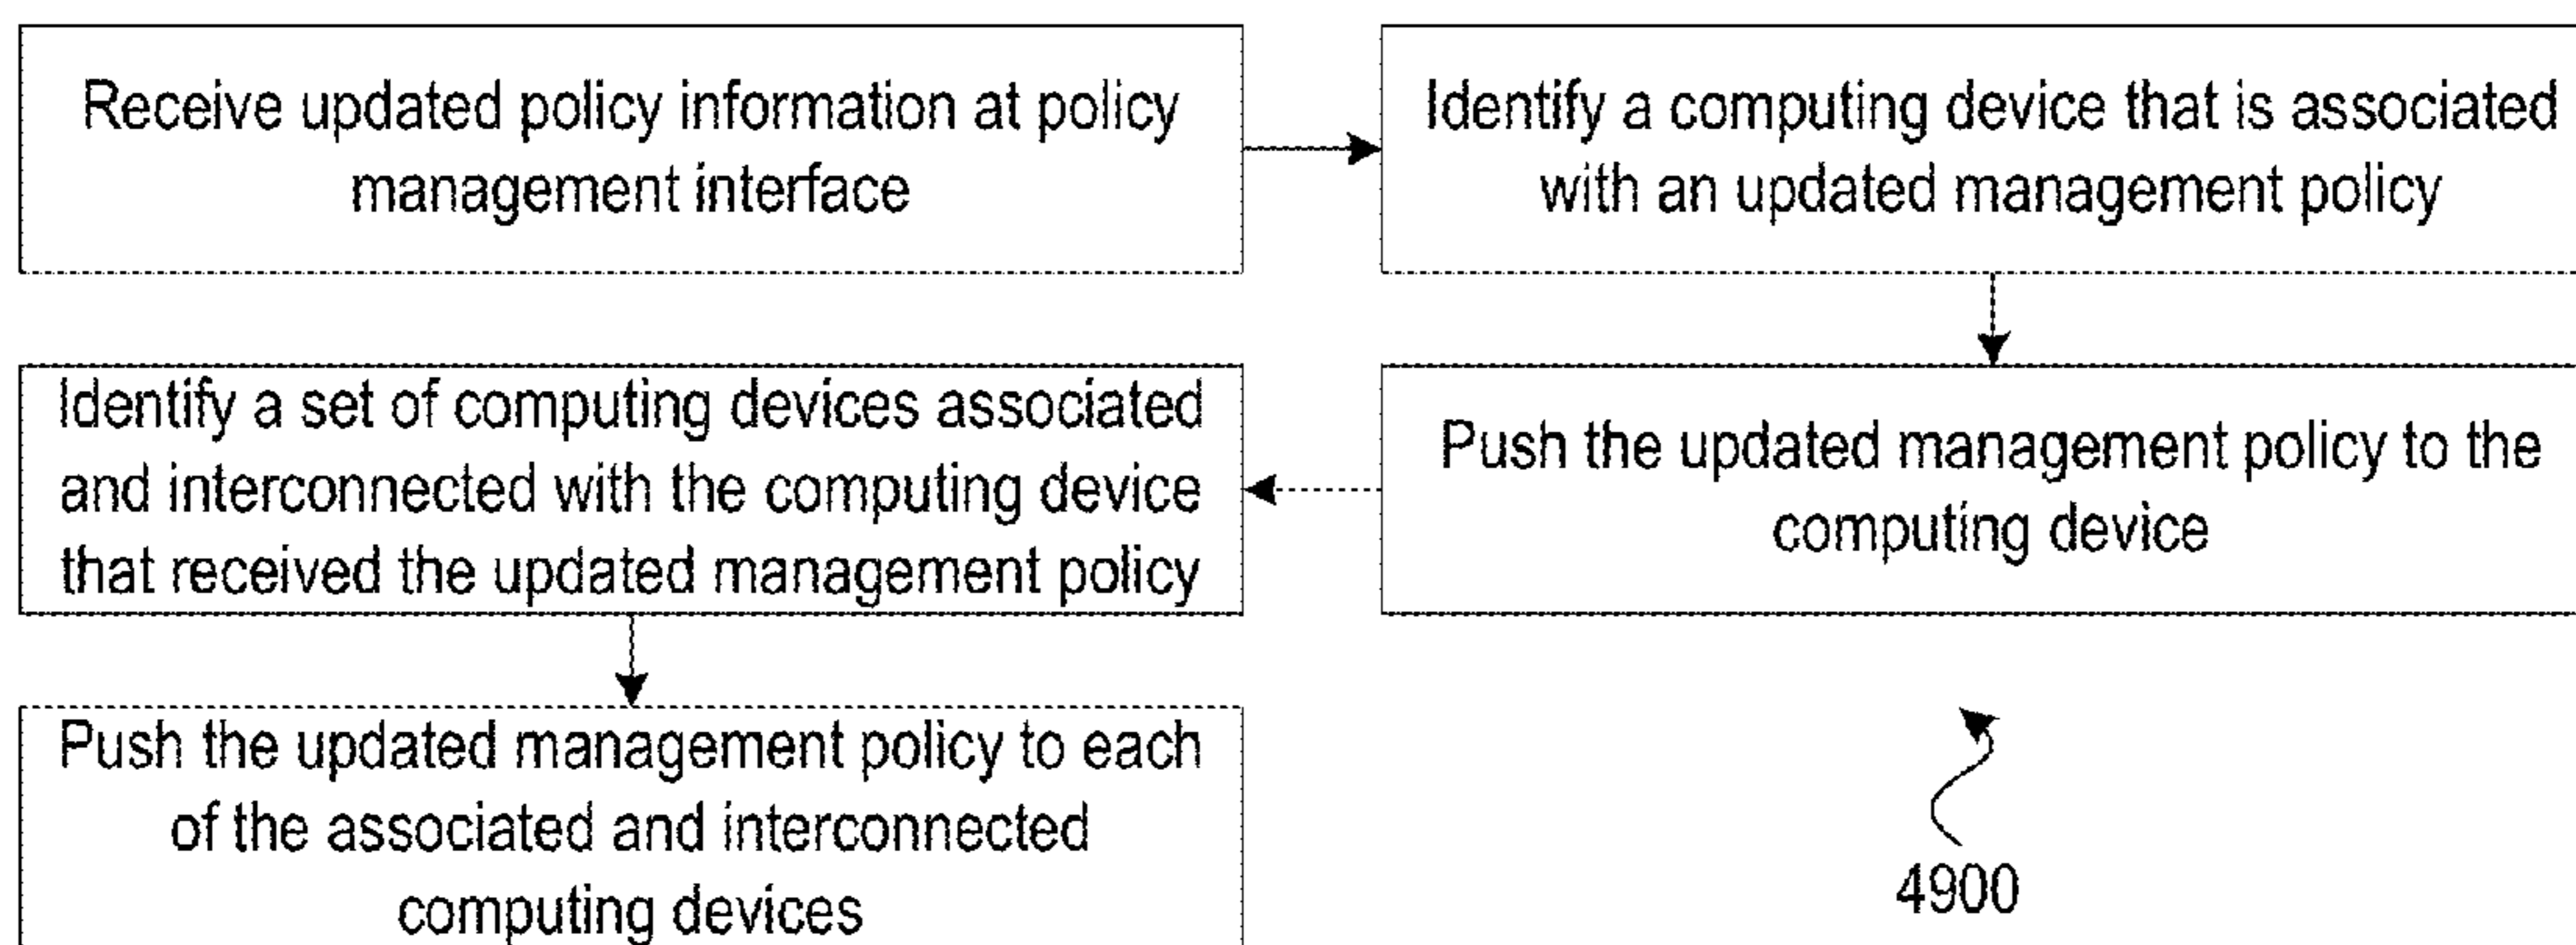 Receive updated policy information at policy
management interface
Identify a computing device that is associated
with an updated management policy
Push the updated management policy to the
computing device
Identify a set of computing devices associated
and interconnected with the computing device
that received the updated management policy
Push the updated management policy to each
of the associated and interconnected
computing devices
4900